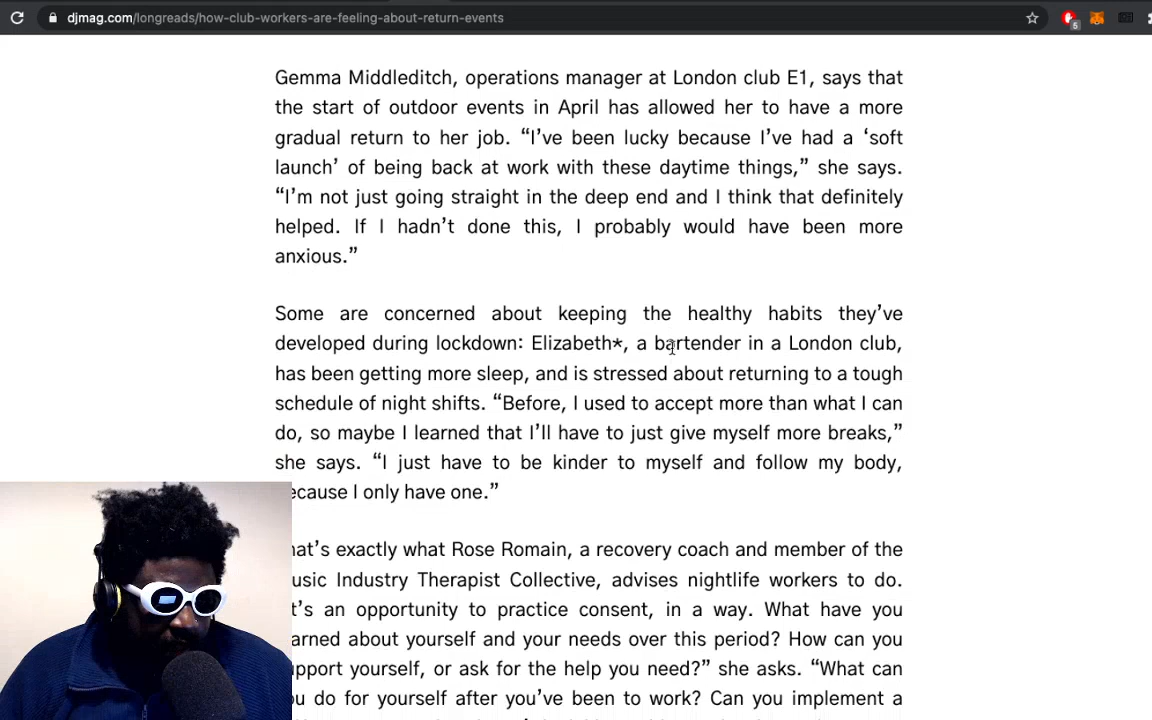 djmag.com/longreads/how-club-workers-are-feeling-about-return-events
5
Gemma Middleditch, operations manager at London club E1, says that
the start of outdoor events in April has allowed her to have a more
gradual return to her job. “I’ve been lucky because I’ve had a ‘soft
launch’ of being back at work with these daytime things,” she says.
“I’m not just going straight in the deep end and I think that definitely
helped. If I hadn’t done this, I probably would have been more
anxious.”
Some are concerned about keeping the healthy habits they’ve
developed during lockdown: Elizabeth*, a bartender in a London club,
has been getting more sleep, and is stressed about returning to a tough
schedule of night shifts. “Before, I used to accept more than what I can
do, so maybe I learned that I’ll have to just give myself more breaks,”
she says. “I just have to be kinder to myself and follow my body,
ecause I only have one.”
hat’s exactly what Rose Romain, a recovery coach and member of the
usic Industry Therapist Collective, advises nightlife workers to do.
t’s an opportunity to practice consent, in a way. What have you
arned about yourself and your needs over this period? How can you
upport yourself, or ask for the help you need?” she asks. “What can
ou do for yourself after you’ve been to work? Can you implement a